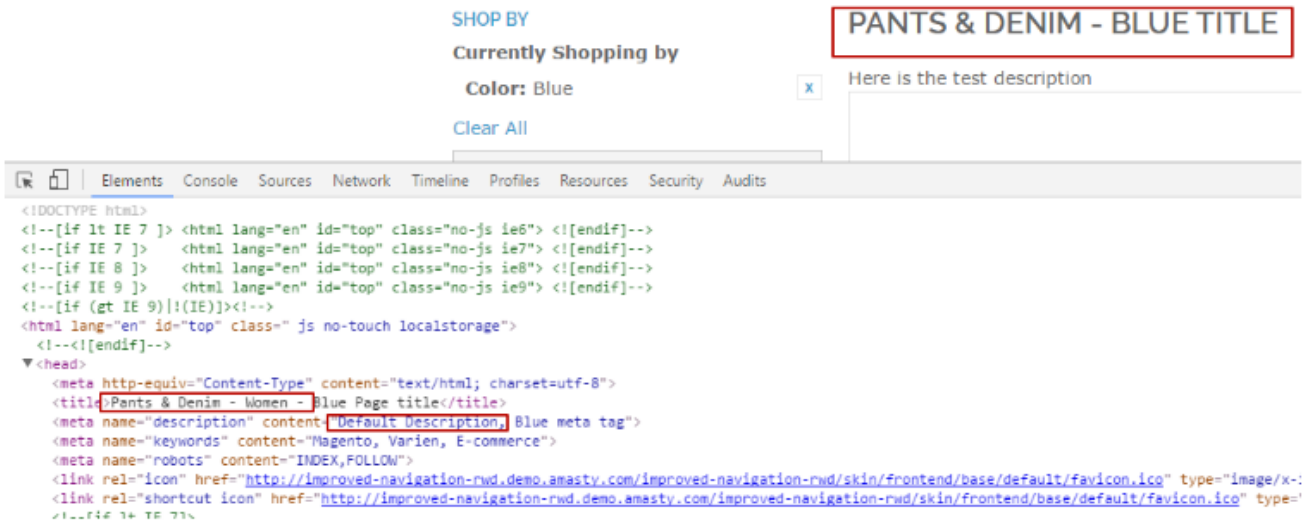 SHOP BY
Currently Shopping by
Color: Blue
x
Clear All
PANTS & DENIM - BLUE TITLE
Here is the test description
Elements Console Sources Network Timeline Profiles Resources Security Audits
<!DOCTYPE html>
<!--[if lt IE 7 ]> <html lang="en" id="top" class="no-js ie6"> <![endif]-->
<!--[if IE 7 ]>    <html lang="en" id="top" class="no-js ie7"> <![endif]-->
<!--[if IE 8 ]>    <html lang="en" id="top" class="no-js ie8"> <![endif]-->
<!--[if IE 9 ]>    <html lang="en" id="top" class="no-js ie9"> <![endif]-->
<!--[if (gt IE 9)|!(IE)]><!-->
<html lang="en" id="top" class=" js no-touch localstorage">
<!--<![endif]-->
▼<head>
<meta http-equiv="Content-Type" content="text/html; charset=utf-8">
<title>Pants & Denim - Women - Blue Page title</title>
<meta name="description" content="Default Description, Blue meta tag">
<meta name="keywords" content="Magento, Varien, E-commerce">
<meta name="robots" content="INDEX,FOLLOW">
<link rel="icon" href="http://improved-navigation-rwd.demo.amasty.com/improved-navigation-rwd/skin/frontend/base/default/favicon.ico" type="image/x-
<link rel="shortcut icon" href="http://improved-navigation-rwd.demo.amasty.com/improved-navigation-rwd/skin/frontend/base/default/favicon.ico" type="
<!--[if lt IE 7]>